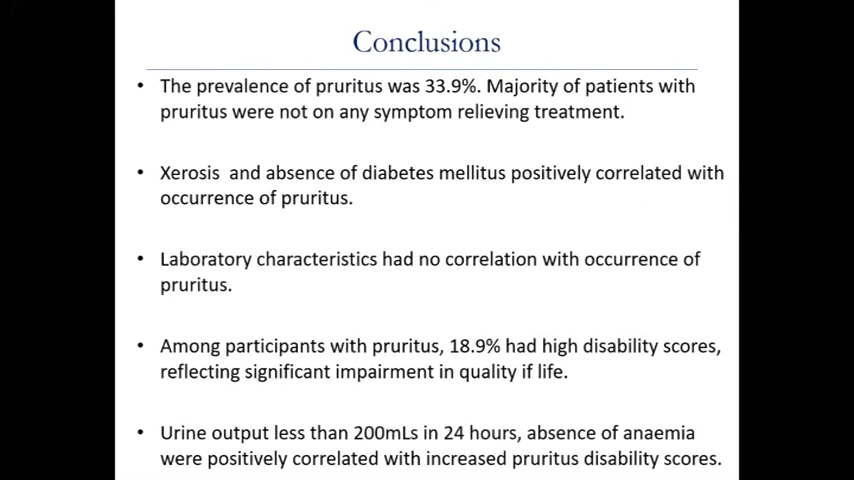 Conclusions
• The prevalence of pruritus was 33.9%. Majority of patients with
pruritus were not on any symptom relieving treatment.
• Xerosis  and absence of diabetes mellitus positively correlated with
occurrence of pruritus.
• Laboratory characteristics had no correlation with occurrence of
pruritus.
• Among participants with pruritus, 18.9% had high disability scores,
reflecting significant impairment in quality if life.
• Urine output less than 200mLs in 24 hours, absence of anaemia
were positively correlated with increased pruritus disability scores.